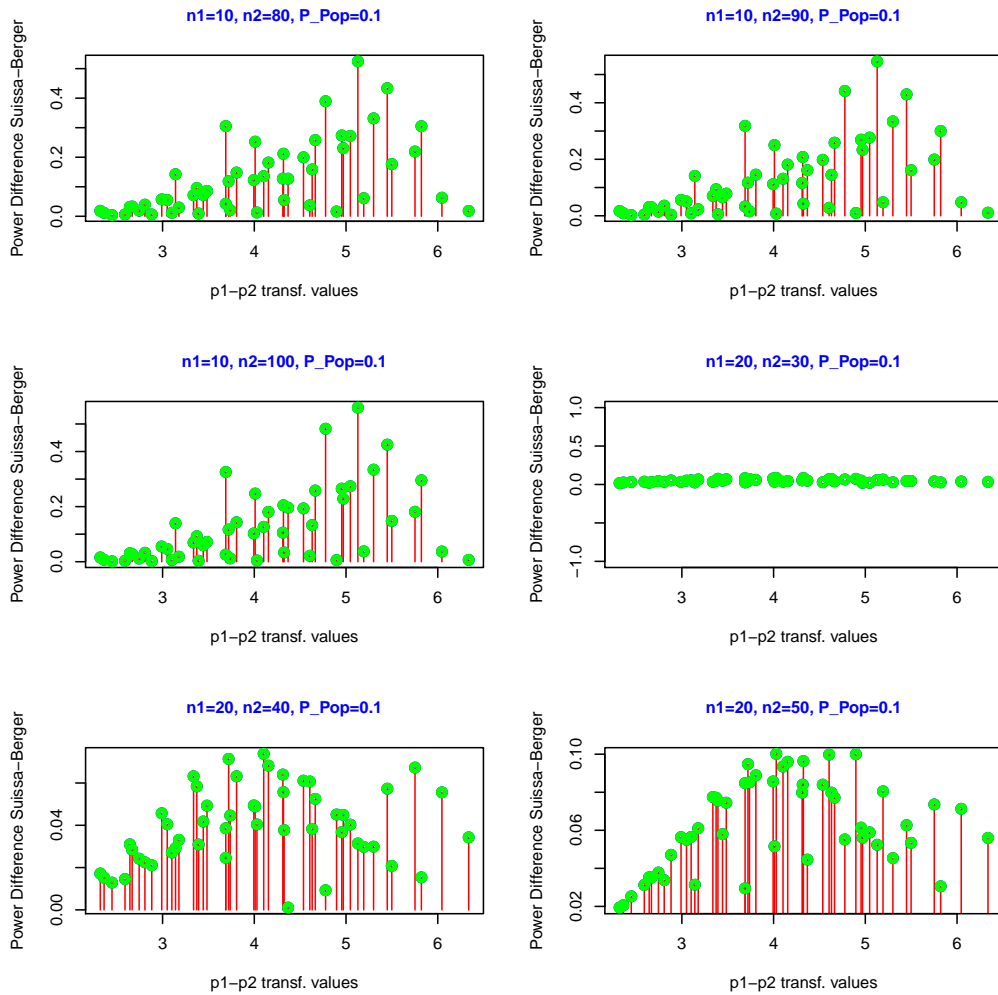 n1=10, n2=80, P_Pop=0.1
Power Difference Suissa−Berger
0.4
0.2
0.0
3 4 5 6
p1−p2 transf. values
n1=10, n2=90, P_Pop=0.1
Power Difference Suissa−Berger
0.4
0.2
0.0
3 4 5 6
p1−p2 transf. values
n1=10, n2=100, P_Pop=0.1
Power Difference Suissa−Berger
0.4
0.2
0.0
3 4 5 6
p1−p2 transf. values
n1=20, n2=30, P_Pop=0.1
Power Difference Suissa−Berger
1.0
0.5
0.0
−1.0
3 4 5 6
p1−p2 transf. values
n1=20, n2=40, P_Pop=0.1
Power Difference Suissa−Berger
0.04
0.00
3 4 5 6
p1−p2 transf. values
n1=20, n2=50, P_Pop=0.1
Power Difference Suissa−Berger
0.10
0.06
0.02
3 4 5 6
p1−p2 transf. values